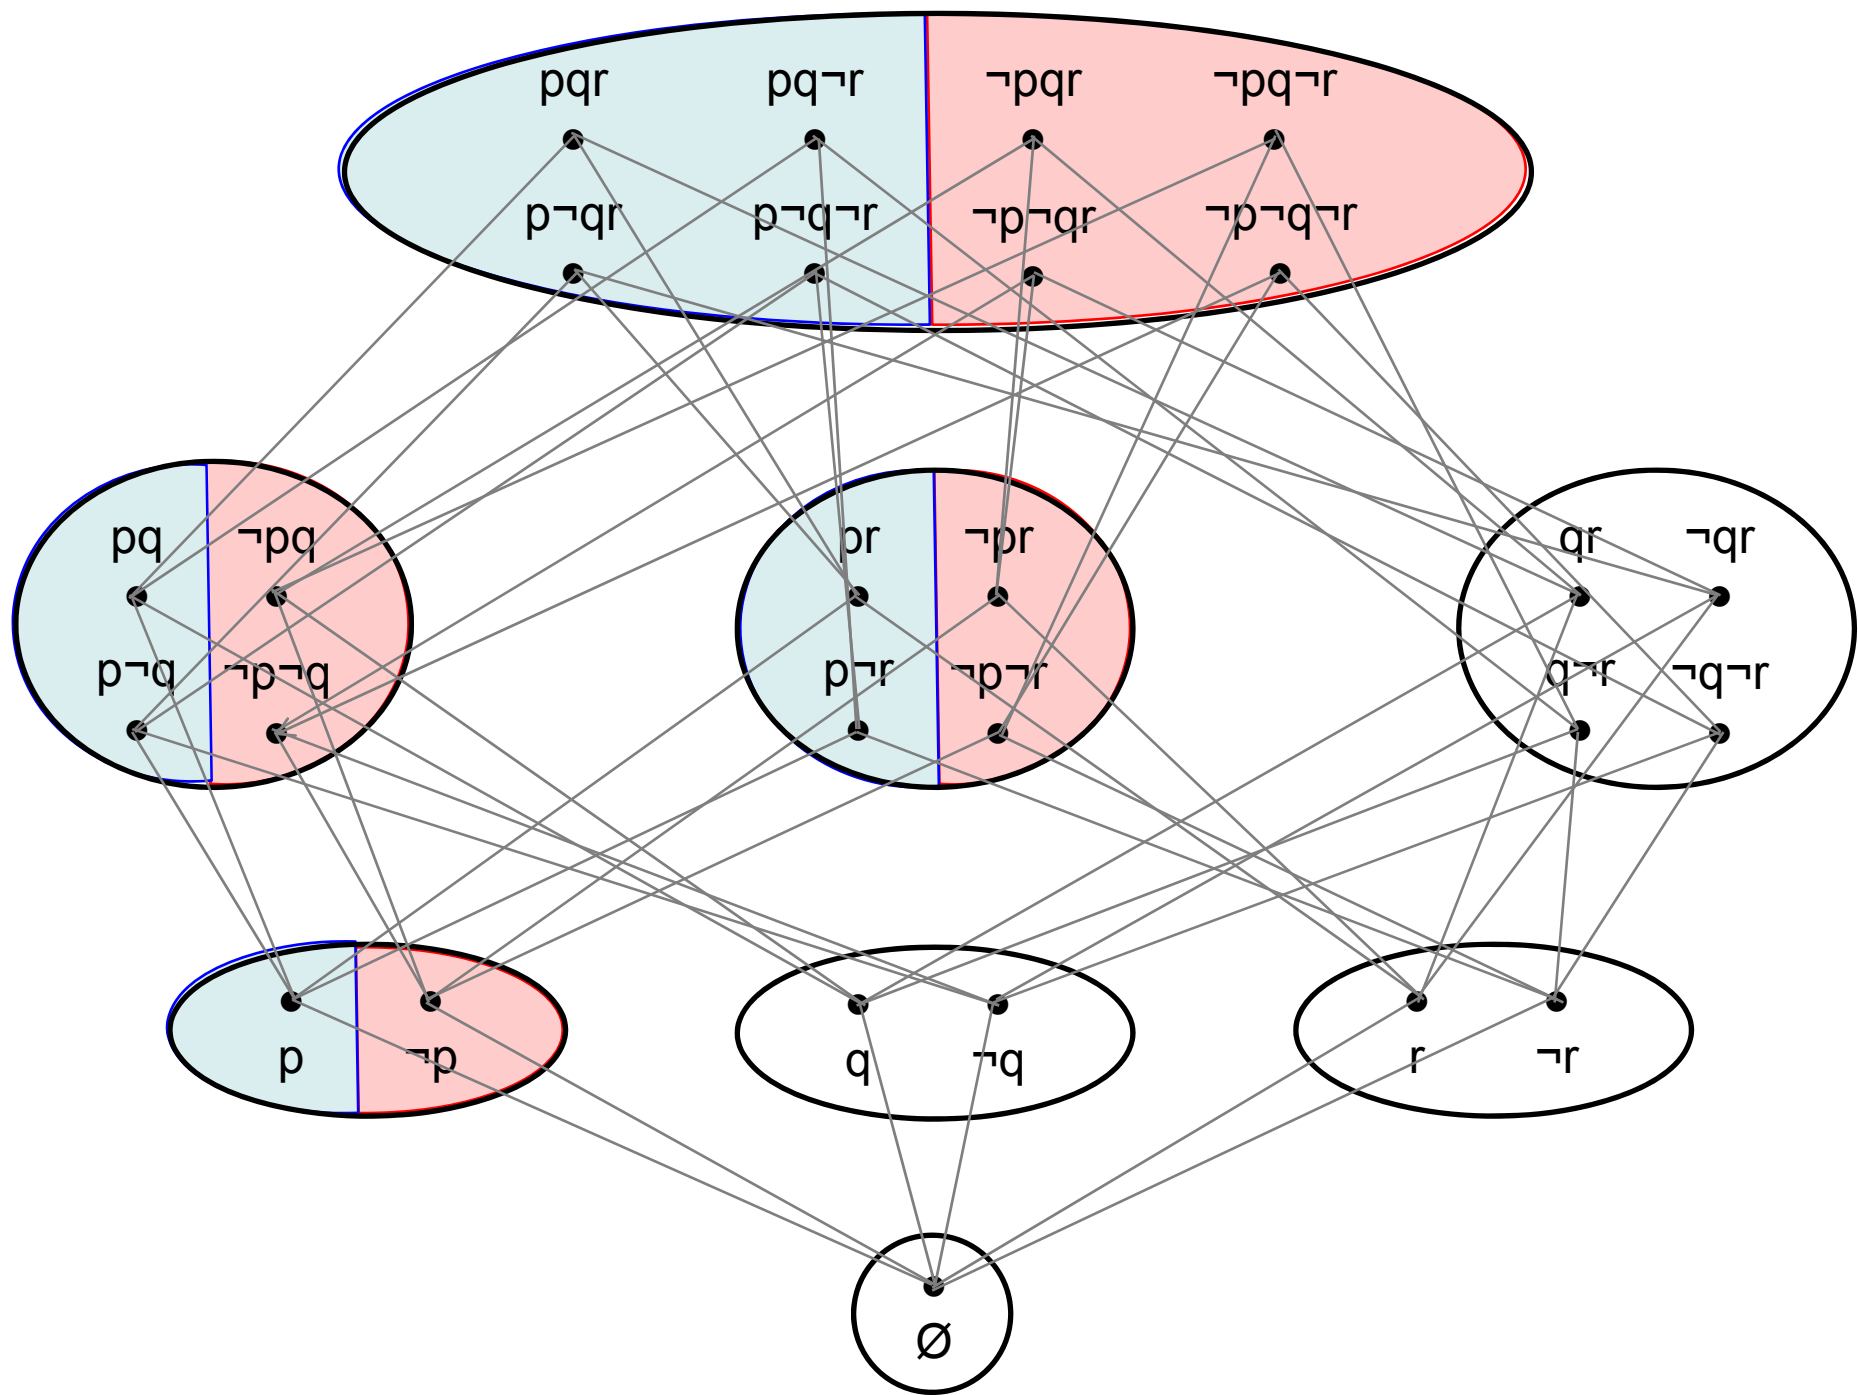 pqr pq¬r ¬pqr ¬pq¬r
p¬qr p¬q¬r ¬p¬qr ¬p¬q¬r
pq ¬pq pr ¬pr qr ¬qr
p¬q ¬p¬q p¬r ¬p¬r q¬r ¬q¬r
p ¬p q ¬q r ¬r
Ø